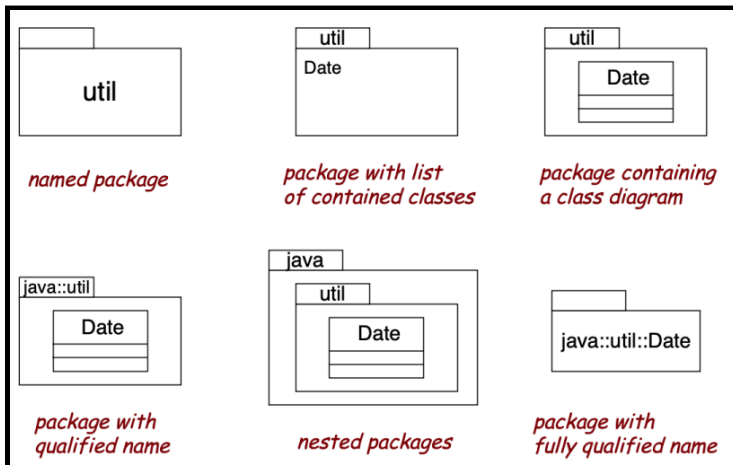 util
named package
util
Date
package with list
of contained classes
util
Date
package containing
a class diagram
java::util
Date
package with
qualified name
java
util
Date
nested packages
java::util::Date
package with
fully qualified name